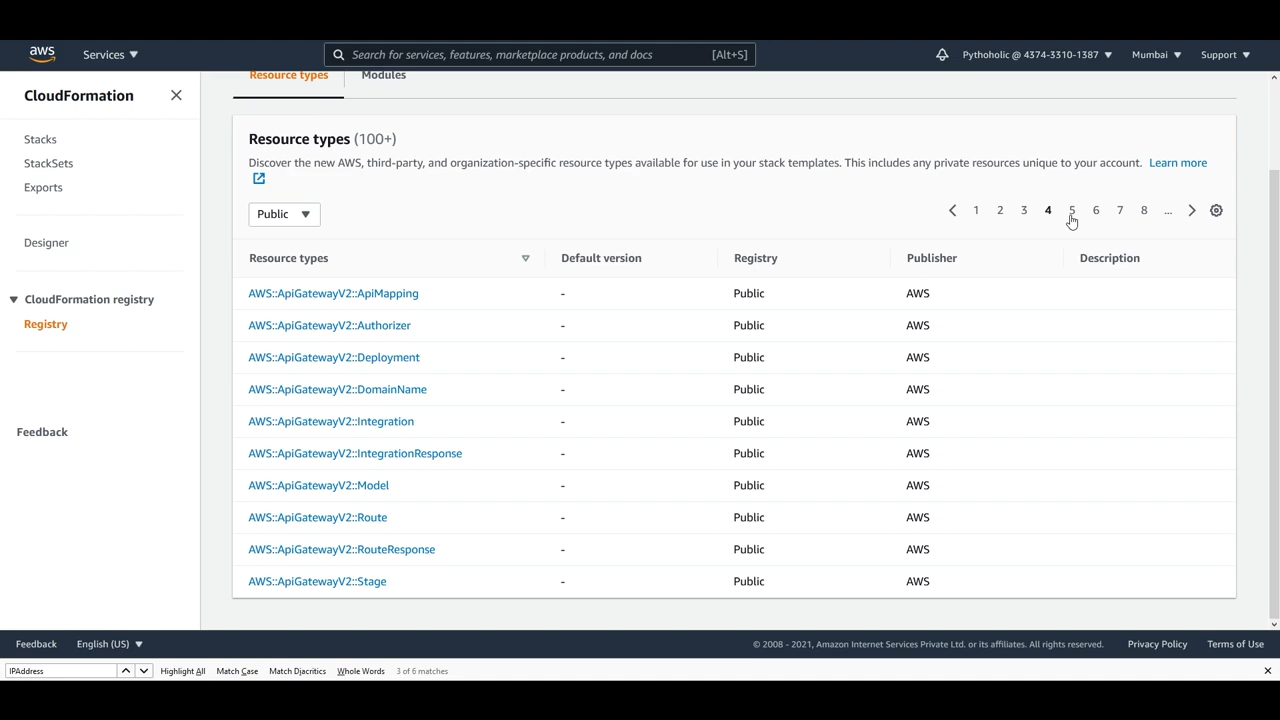 aws Services Search for services, features, marketplace products, and docs [Alt+S] Pythoholic @ 4374-3310-1387 Mumbai Support
CloudFormation
Stacks
StackSets
Exports
Designer
CloudFormation registry
Registry
Feedback
Resource types Modules
Resource types (100+)
Discover the new AWS, third-party, and organization-specific resource types available for use in your stack templates. This includes any private resources unique to your account. Learn more
Public 1 2 3 4 5 6 7 8 ...
Resource types Default version Registry Publisher Description
AWS::ApiGatewayV2::ApiMapping - Public AWS
AWS::ApiGatewayV2::Authorizer - Public AWS
AWS::ApiGatewayV2::Deployment - Public AWS
AWS::ApiGatewayV2::DomainName - Public AWS
AWS::ApiGatewayV2::Integration - Public AWS
AWS::ApiGatewayV2::IntegrationResponse - Public AWS
AWS::ApiGatewayV2::Model - Public AWS
AWS::ApiGatewayV2::Route - Public AWS
AWS::ApiGatewayV2::RouteResponse - Public AWS
AWS::ApiGatewayV2::Stage - Public AWS
Feedback English (US) © 2008 - 2021, Amazon Internet Services Private Ltd. or its affiliates. All rights reserved. Privacy Policy Terms of Use
IPAddress Highlight All Match Case Match Diacritics Whole Words 3 of 6 matches